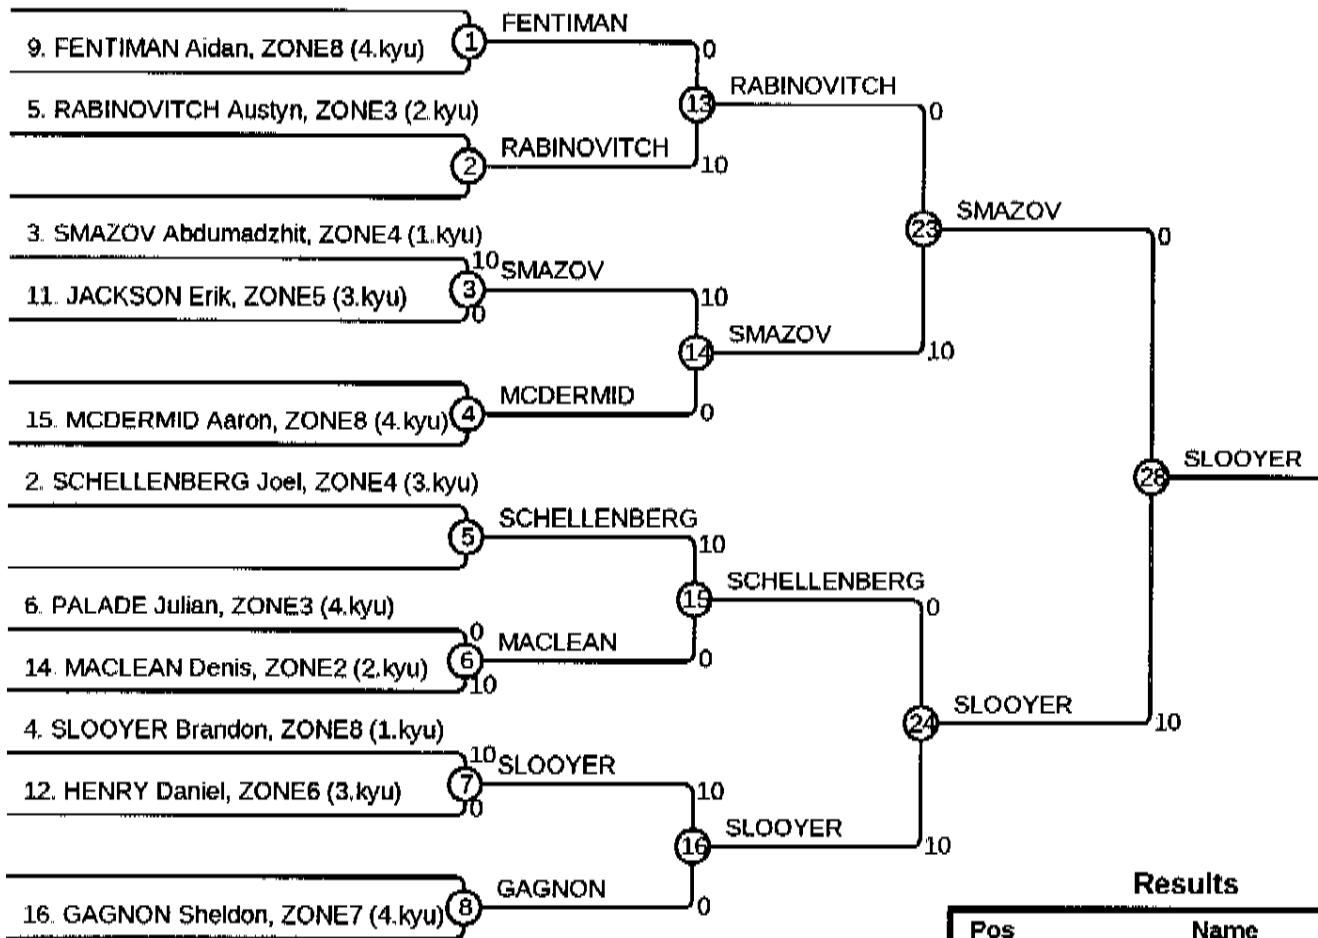 FENTIMAN
9. FENTIMAN Aidan, ZONE8 (4.kyu)
1
0
RABINOVITCH
5. RABINOVITCH Austyn, ZONE3 (2.kyu)
13
0
2
RABINOVITCH
10
3. SMAZOV Abdumadzhit, ZONE4 (1.kyu)
23
SMAZOV
0
10
SMAZOV
11. JACKSON Erik, ZONE5 (3.kyu)
3
0
10
14
SMAZOV
10
MCDERMID
15. MCDERMID Aaron, ZONE8 (4.kyu)
4
0
2. SCHELLENBERG Joel, ZONE4 (3.kyu)
28
SLOOYER
SCHELLENBERG
5
10
SCHELLENBERG
6. PALADE Julian, ZONE3 (4.kyu)
15
0
0
MACLEAN
14. MACLEAN Denis, ZONE2 (2.kyu)
6
10
0
4. SLOOYER Brandon, ZONE8 (1.kyu)
24
SLOOYER
10
10
SLOOYER
12. HENRY Daniel, ZONE6 (3.kyu)
7
0
10
16
SLOOYER
10
GAGNON
16. GAGNON Sheldon, ZONE7 (4.kyu)
8
0
Results
Pos Name